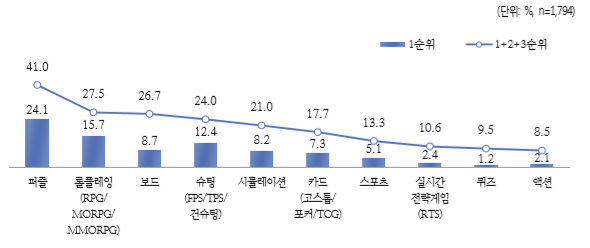 (단위: %, n=1,794)
1순위 1+2+3순위
41.0 27.5 26.7 24.0 21.0 17.7 13.3 10.6 9.5 8.5
24.1 15.7 8.7 12.4 8.2 7.3 5.1 2.4 1.2 2.1
퍼즐 롤플레잉 보드 슈팅 시뮬레이션 카드 스포츠 실시간 퀴즈 액션
(RPG/ (FPS/TPS/ (고스톱/ 전략게임
MORPG/ 건슈팅) 포커/TCG) (RTS)
MMORPG)